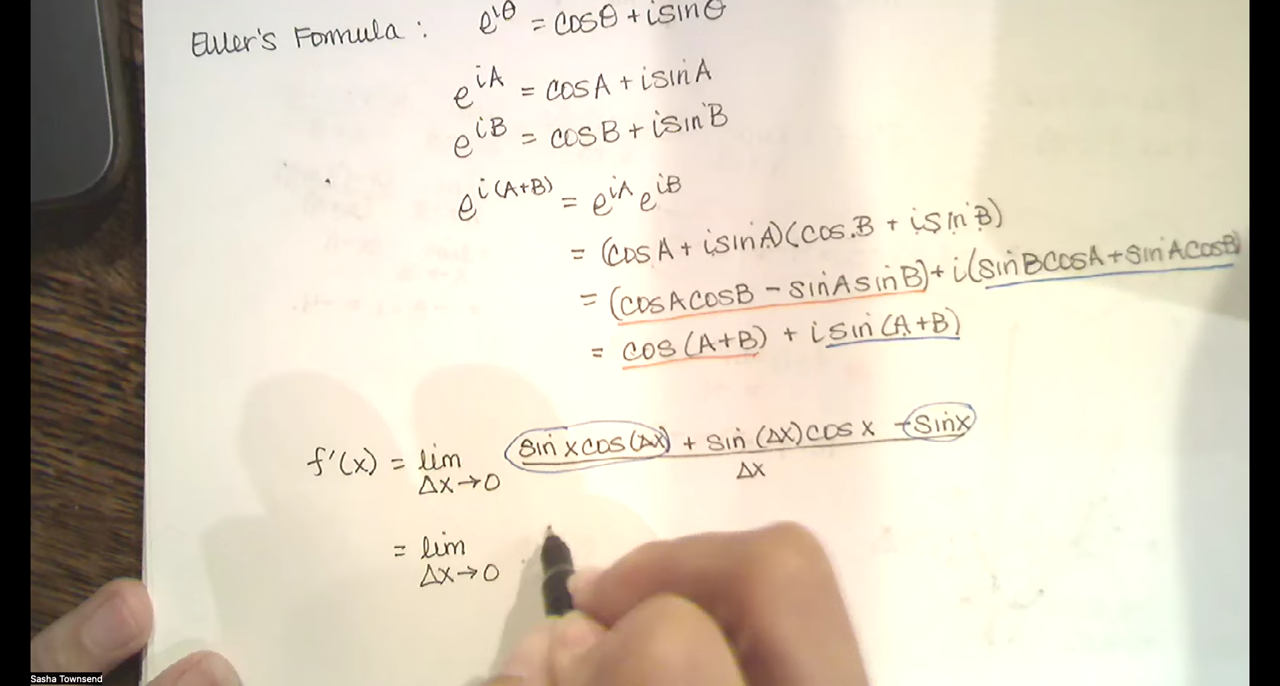 Euler's Formula: e^{iθ} = cosθ + isinθ
e^{iA} = cosA + isinA
e^{iB} = cosB + isinB
e^{i(A+B)} = e^{iA}e^{iB}
= (cosA + isinA)(cosB + isinB)
= (cosAcosB - sinAsinB) + i(sinBcosA + sinAcosB)
= cos(A+B) + isin(A+B)
f'(x) = lim Δx→0 (sinxcos(Δx) + sin(Δx)cosx - sinx)/Δx
= lim Δx→0
Sasha Townsend